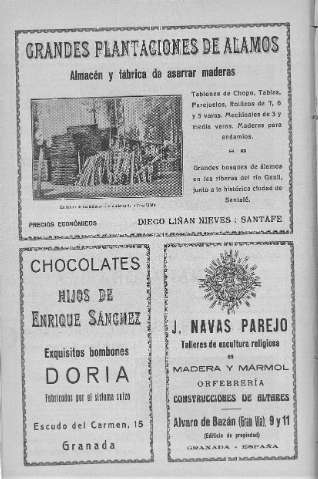 GRANDES PLANTACIONES DE ALAMOS
Almacén y fábrica de aserrar maderas
Tablones de Chopo, Tabla,
Parejuelos, Rollizos de 7, 6
y 5 varas. Mechinales de 3 y
media varas. Maderas para
andamios.
Grandes bosques de álamos
en las riberas del río Genil,
junto a la histórica ciudad de
Santafé.
PRECIOS ECONÓMICOS
DIEGO LIÑAN NIEVES : SANTAFE
CHOCOLATES
HIJOS DE
ENRIQUE SÁNCHEZ
Exquisitos bombones
DORIA
Fabricados por el sistema suizo
Escudo del Carmen, 15
Granada
J. NAVAS PAREJO
Talleres de escultura religiosa
en
MADERA Y MÁRMOL
ORFEBRERÍA
CONSTRUCCIONES DE ALTARES
Alvaro de Bazán (Gran Vía), 9 y 11
(Edificio de propiedad)
GRANADA - ESPAÑA